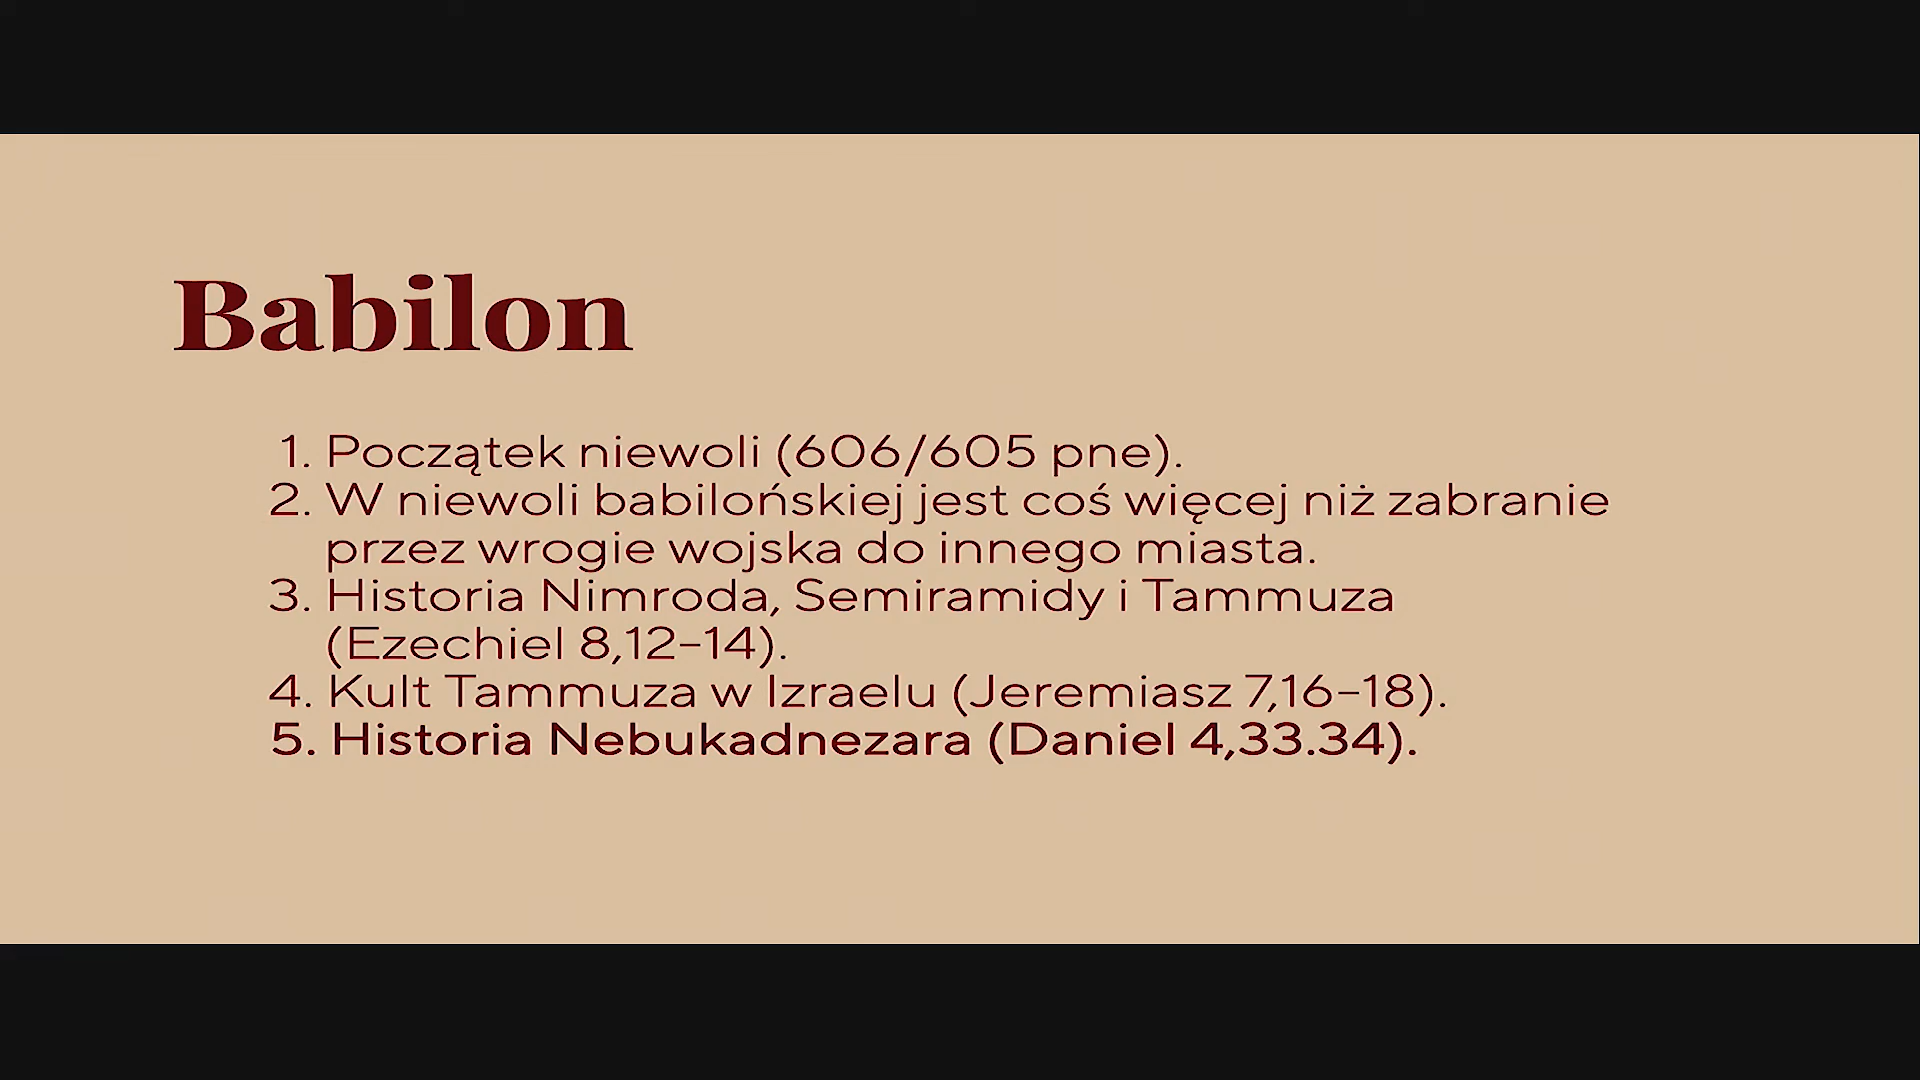 Babilon
1. Początek niewoli (606/605 pne).
2. W niewoli babilońskiej jest coś więcej niż zabranie
przez wrogie wojska do innego miasta.
3. Historia Nimroda, Semiramidy i Tammuza
(Ezechiel 8,12–14).
4. Kult Tammuza w Izraelu (Jeremiasz 7,16–18).
5. Historia Nebukadnezara (Daniel 4,33.34).